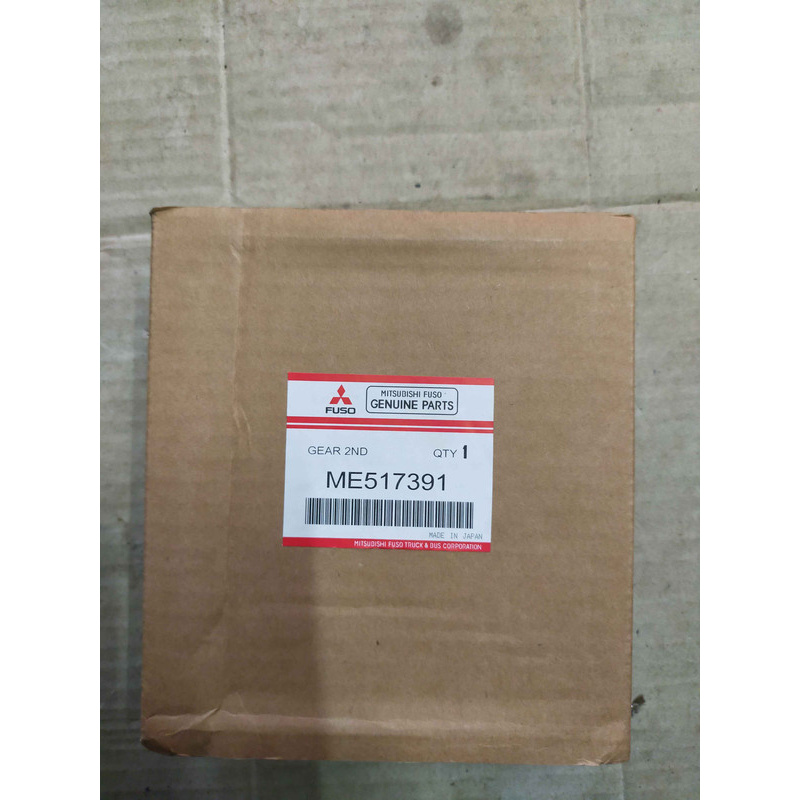 FUSO
MITSUBISHI FUSO
GENUINE PARTS
GEAR 2ND QTY 1
ME517391
MADE IN JAPAN
MITSUBISHI FUSO TRUCK & BUS CORPORATION